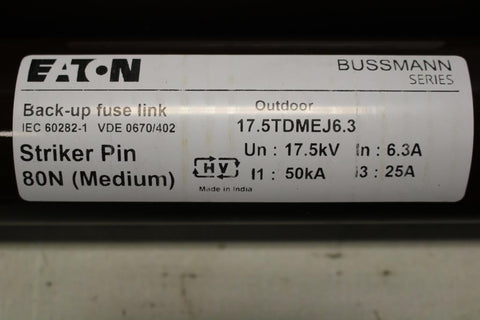 EATON
BUSSMANN
SERIES
Back-up fuse link
Outdoor
IEC 60282-1 VDE 0670/402
17.5TDMEJ6.3
Striker Pin
80N (Medium)
HV
Made in India
Un : 17.5kV In : 6.3A
I1 : 50kA I3 : 25A